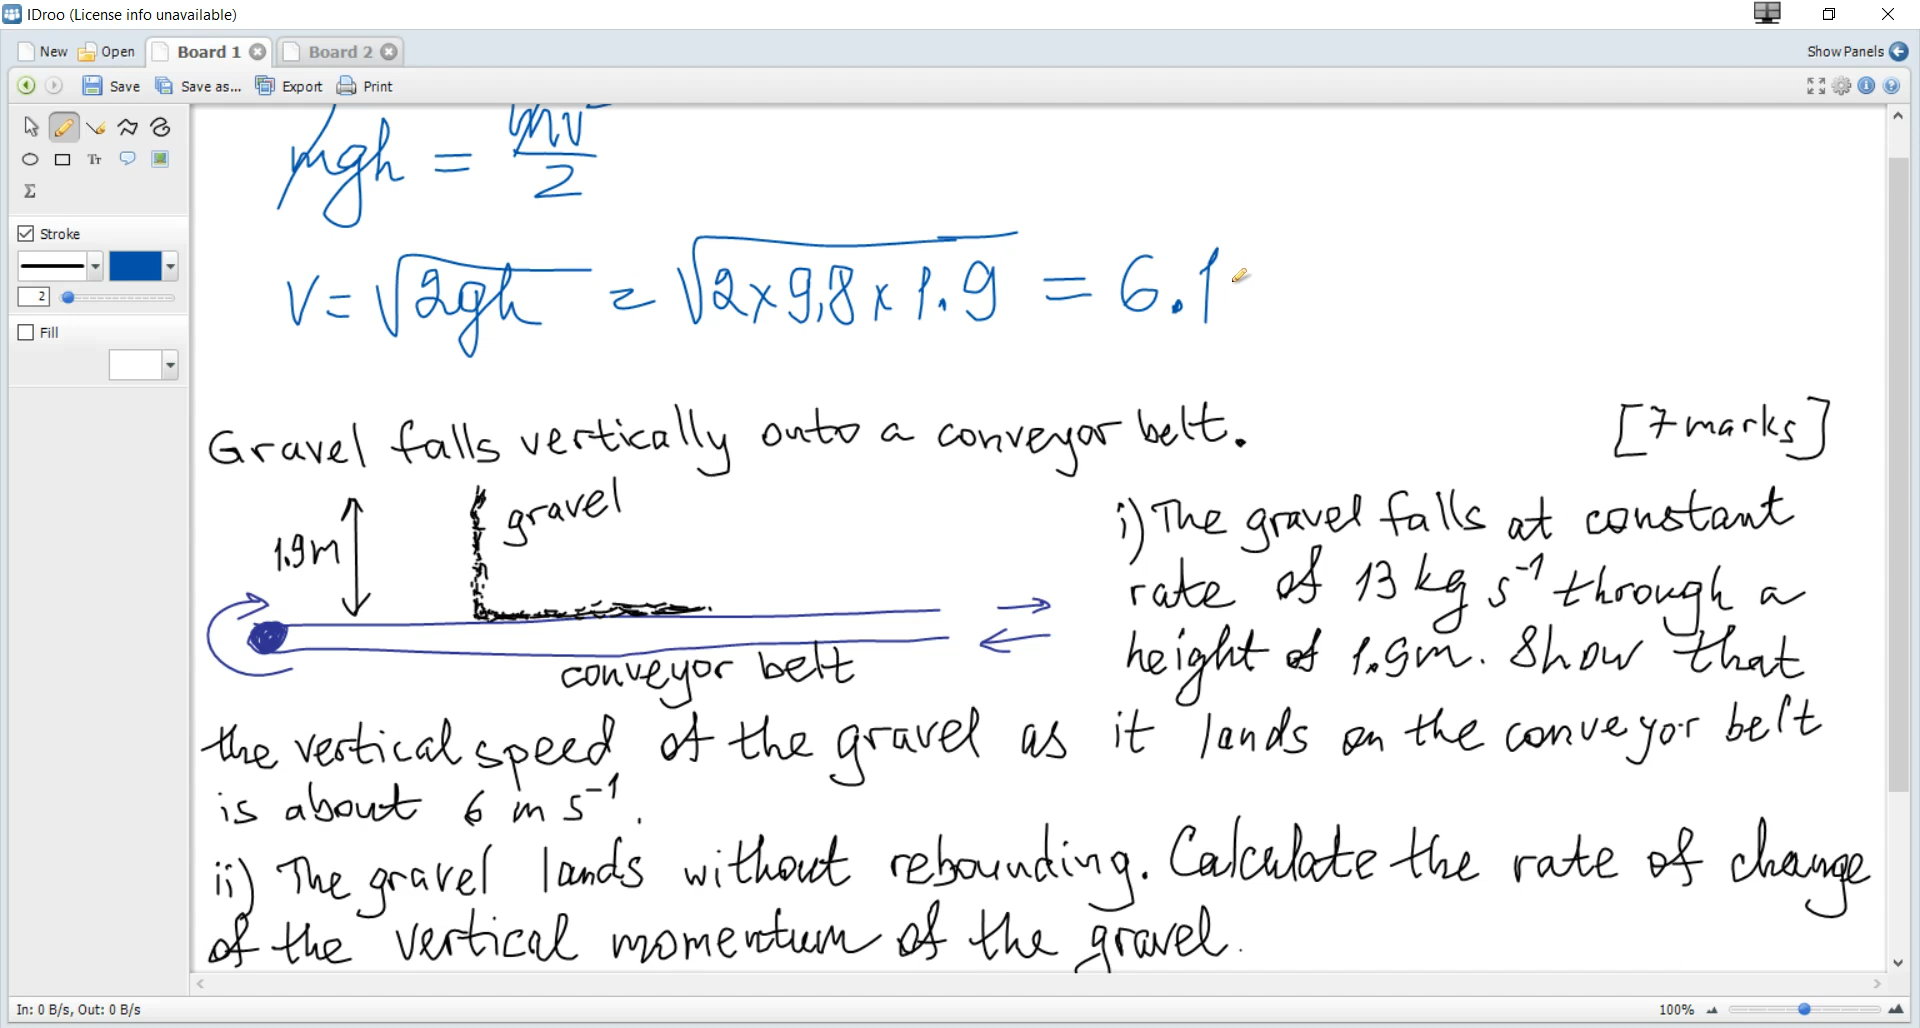 IDroo (License info unavailable)
New Open Board 1 Board 2 Show Panels
Save Save as... Export Print
Tr
Σ
Stroke
2
Fill
mgh = mv²/2
v = √2gh = √2×9,8×1.9 = 6.1
Gravel falls vertically onto a conveyor belt. [7 marks]
gravel
1.9m
conveyor belt
i) The gravel falls at constant
rate of 13 kg s⁻¹ through a
height of 1.9m. Show that
the vertical speed of the gravel as it lands on the conveyor belt
is about 6 m s⁻¹.
ii) The gravel lands without rebounding. Calculate the rate of change
of the vertical momentum of the gravel.
In: 0 B/s, Out: 0 B/s 100%